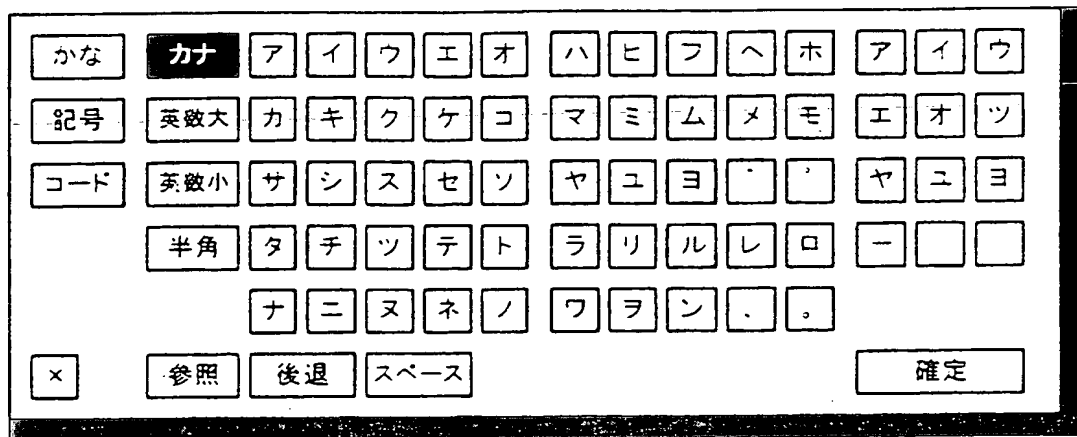 かな カナ ア イ ウ エ オ ハ ヒ フ ヘ ホ ァ ィ ゥ
記号 英数大 カ キ ク ケ コ マ ミ ム メ モ ェ ォ ッ
コード 英数小 サ シ ス セ ソ ヤ ユ ヨ ャ ュ ョ
半角 タ チ ツ テ ト ラ リ ル レ ロ ー
ナ ニ ヌ ネ ノ ワ ヲ ン 、 。
× 参照 後退 スペース 確定